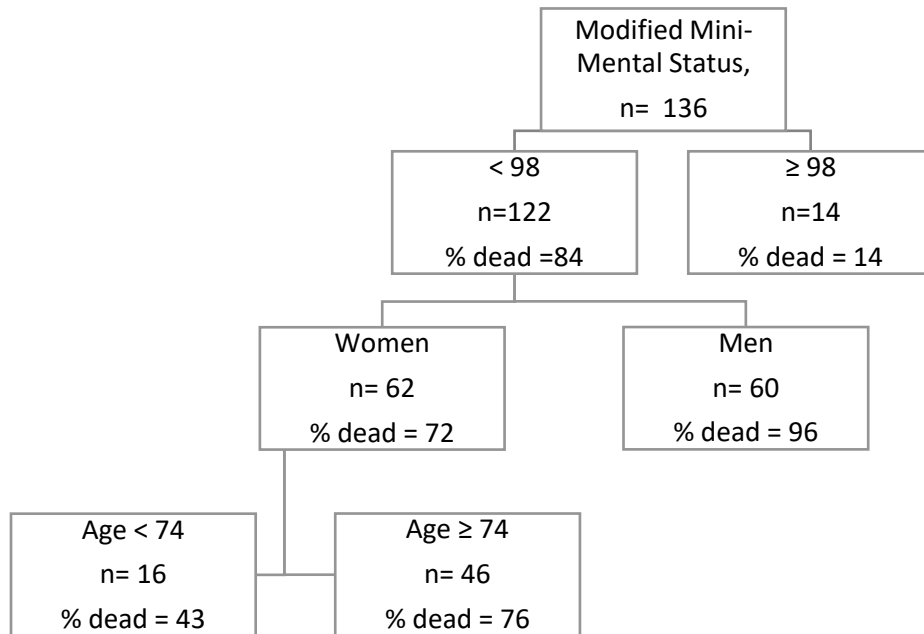 Modified Mini-
Mental Status,
n=  136
< 98
n=122
% dead =84
≥ 98
n=14
% dead = 14
Women
n= 62
% dead = 72
Men
n= 60
% dead = 96
Age < 74
n= 16
% dead = 43
Age ≥ 74
n= 46
% dead = 76